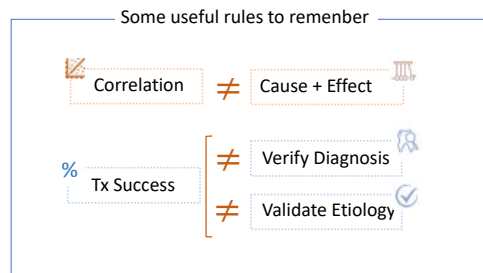 Some useful rules to remenber
Correlation ≠ Cause + Effect
% Tx Success
≠ Verify Diagnosis
≠ Validate Etiology